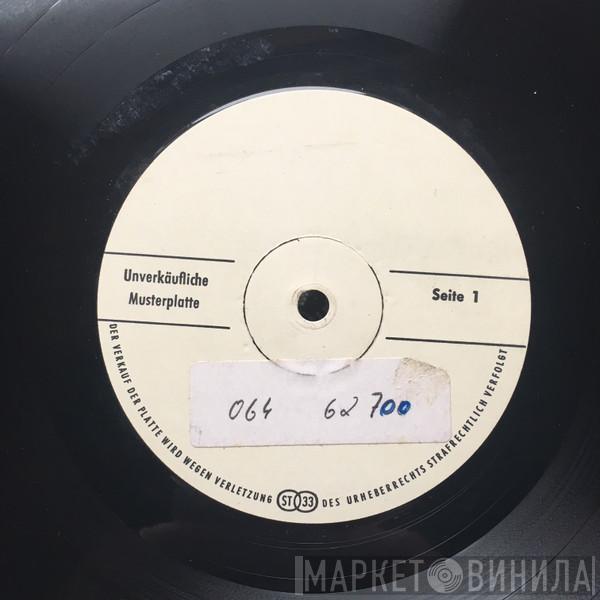 Unverkäufliche
Musterplatte
Seite 1
064 62700
DER VERKAUF DER PLATTE WIRD WEGEN VERLETZUNG ST 33 DES URHEBERRECHTS STRAFRECHTLICH VERFOLGT
МАРКЕТ ВИНИЛА